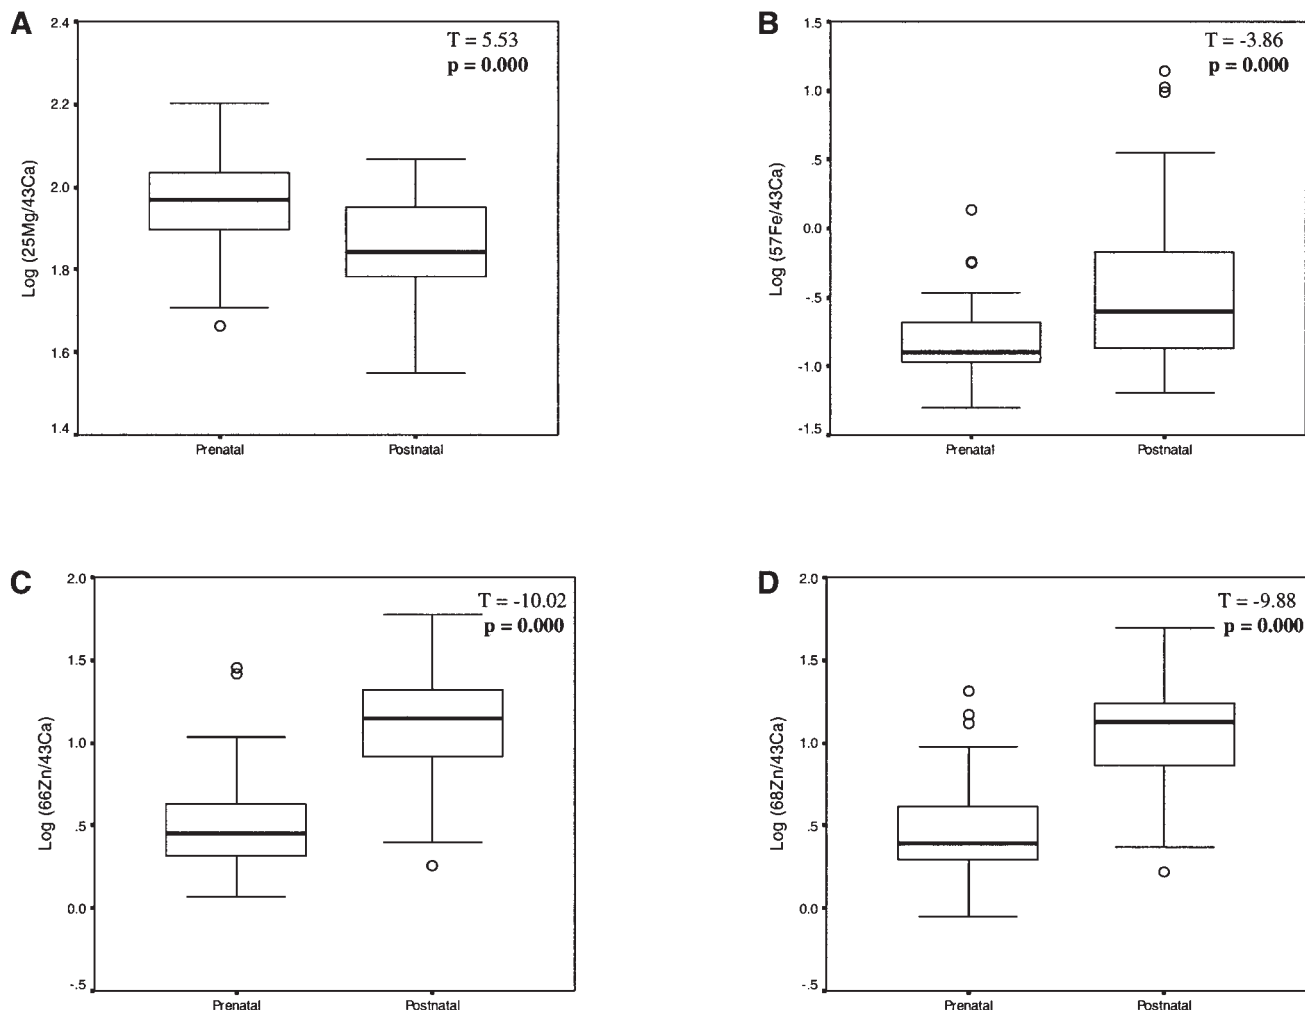 A
2.4
T = 5.53
p = 0.000
2.2
2.0
1.8
1.6
1.4
Log (25Mg/43Ca)
Prenatal
Postnatal
B
1.5
T = -3.86
p = 0.000
1.0
.5
0.0
-.5
-1.0
-1.5
Log (57Fe/43Ca)
Prenatal
Postnatal
C
2.0
T = -10.02
p = 0.000
1.5
1.0
.5
0.0
-.5
Log (66Zn/43Ca)
Prenatal
Postnatal
D
2.0
T = -9.88
p = 0.000
1.5
1.0
.5
0.0
-.5
Log (68Zn/43Ca)
Prenatal
Postnatal